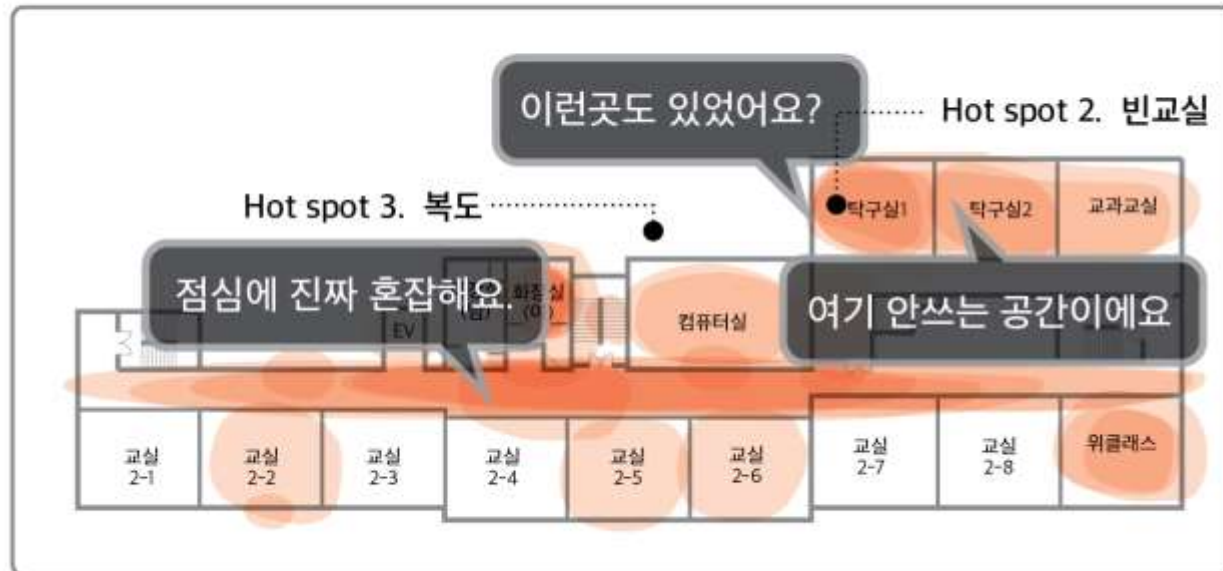 이런곳도 있었어요?
Hot spot 2. 빈교실
Hot spot 3. 복도
탁구실1
탁구실2
교과교실
점심에 진짜 혼잡해요.
화장실
(여)
EV
컴퓨터실
여기 안쓰는 공간이에요
교실
2-1
교실
2-2
교실
2-3
교실
2-4
교실
2-5
교실
2-6
교실
2-7
교실
2-8
위클래스